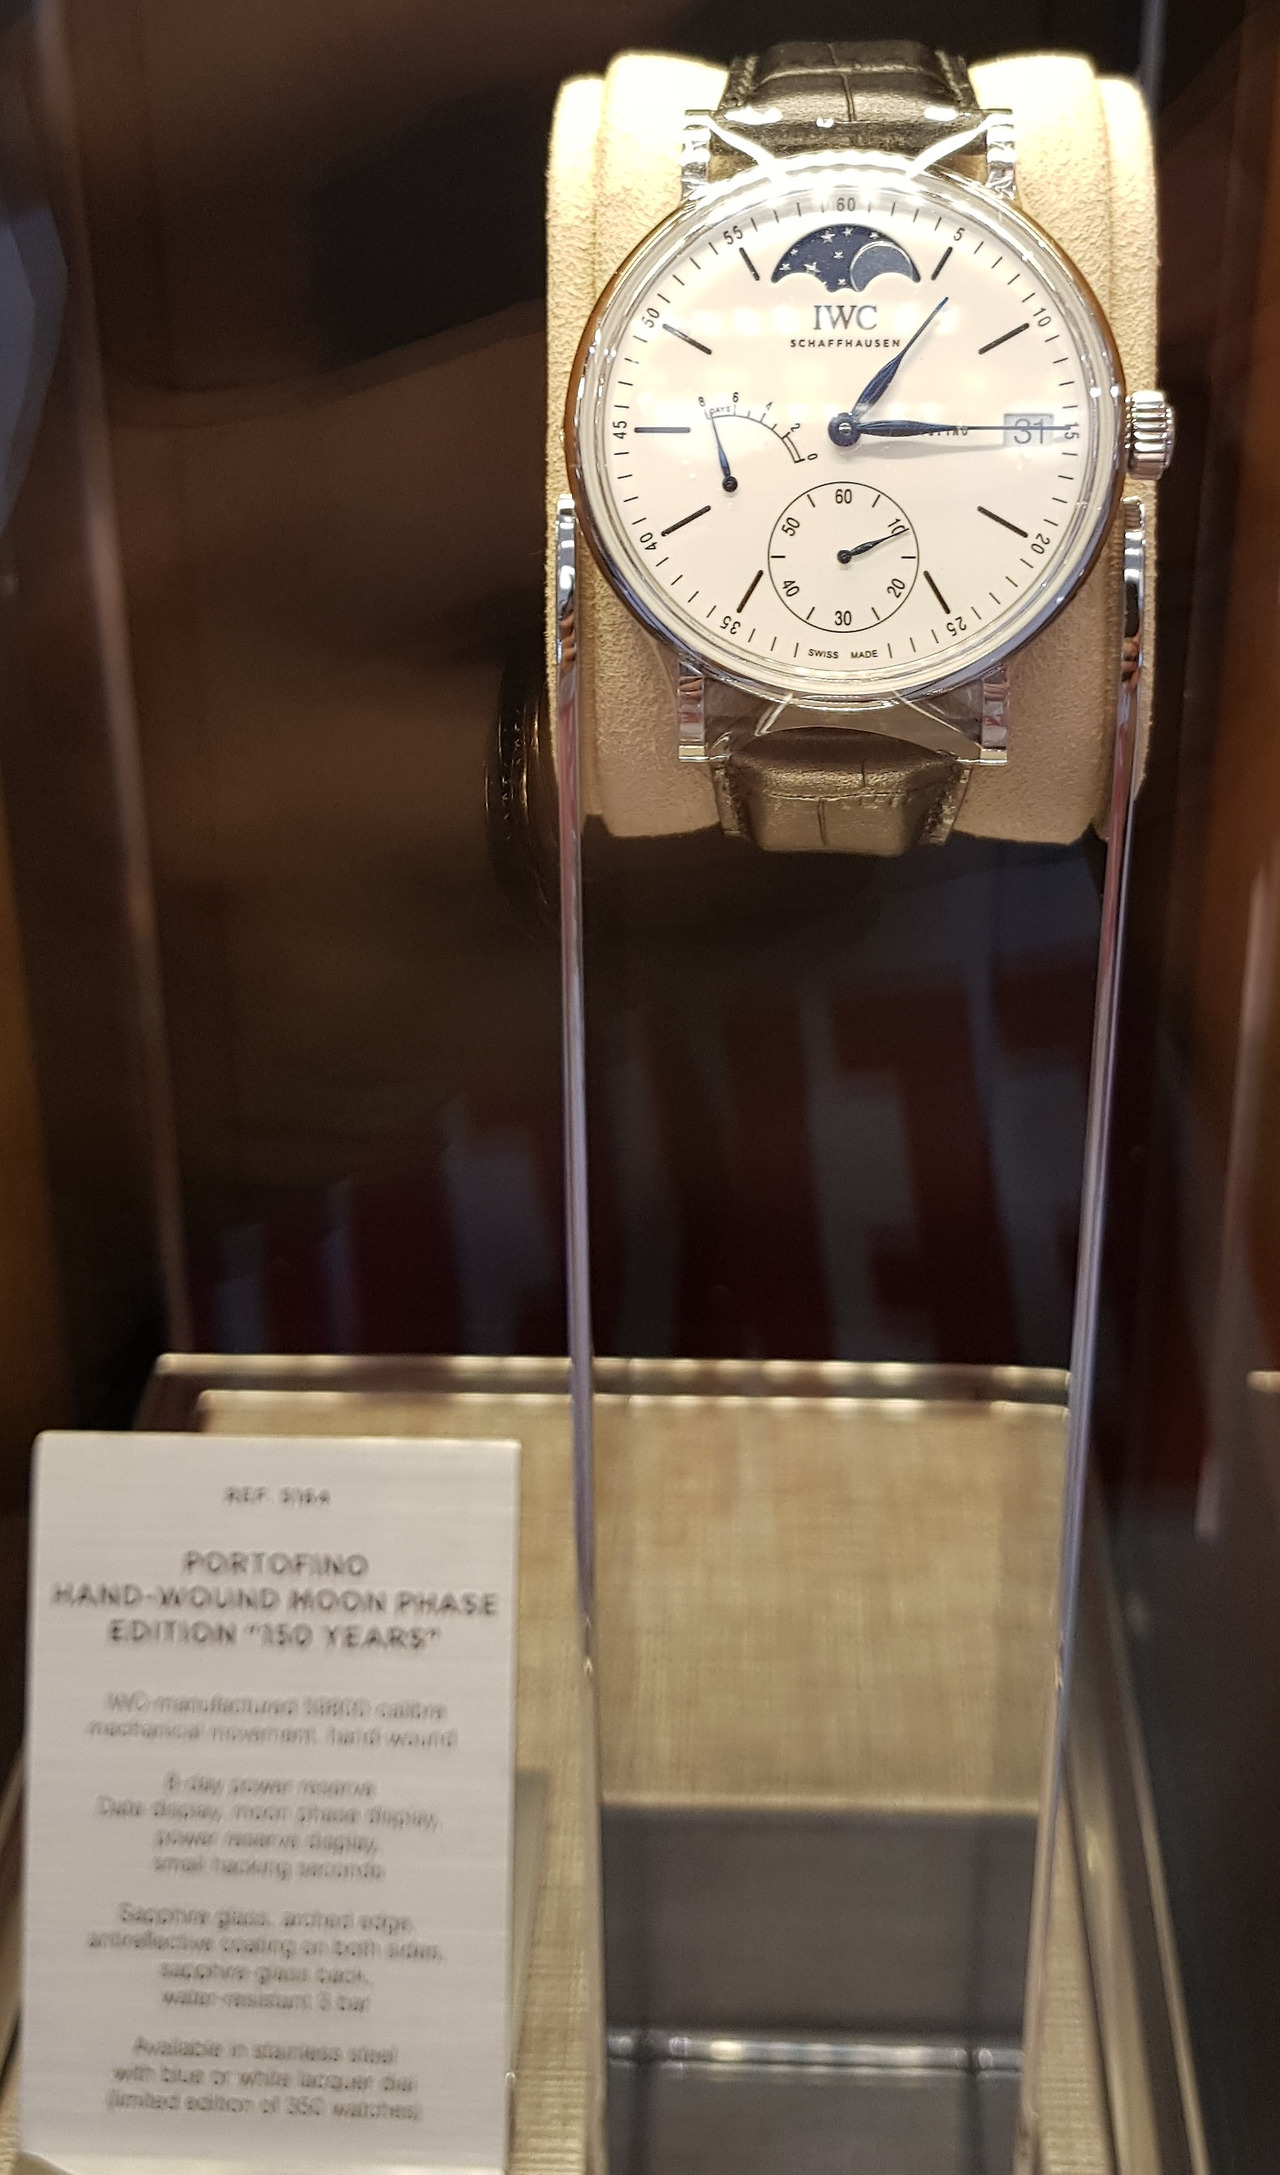 60
5
10
15
20
25
35
40
45
50
55
IWC
SCHAFFHAUSEN
31
8 6 4 2 0
DAYS
60
10
20
30
40
50
SWISS MADE
REF. 5164
PORTOFINO
HAND-WOUND MOON PHASE
EDITION "150 YEARS"
IWC-manufactured 59800 calibre
mechanical movement, hand-wound
8-day power reserve
Date display, moon phase display,
power reserve display,
small hacking seconds
Sapphire glass, arched edge,
antireflective coating on both sides,
sapphire-glass back,
water-resistant 3 bar
Available in stainless steel
with blue or white lacquer dial
(limited edition of 350 watches)